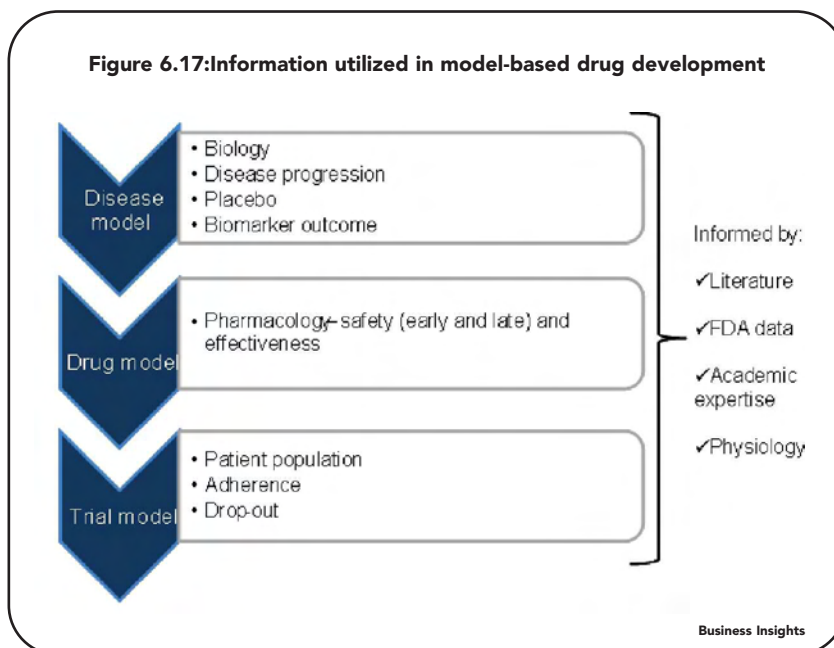 Figure 6.17:Information utilized in model-based drug development
Disease
model
• Biology
• Disease progression
• Placebo
• Biomarker outcome
Drug model
• Pharmacology–safety (early and late) and
effectiveness
Trial model
• Patient population
• Adherence
• Drop-out
Informed by:
✓Literature
✓FDA data
✓Academic
expertise
✓Physiology
Business Insights